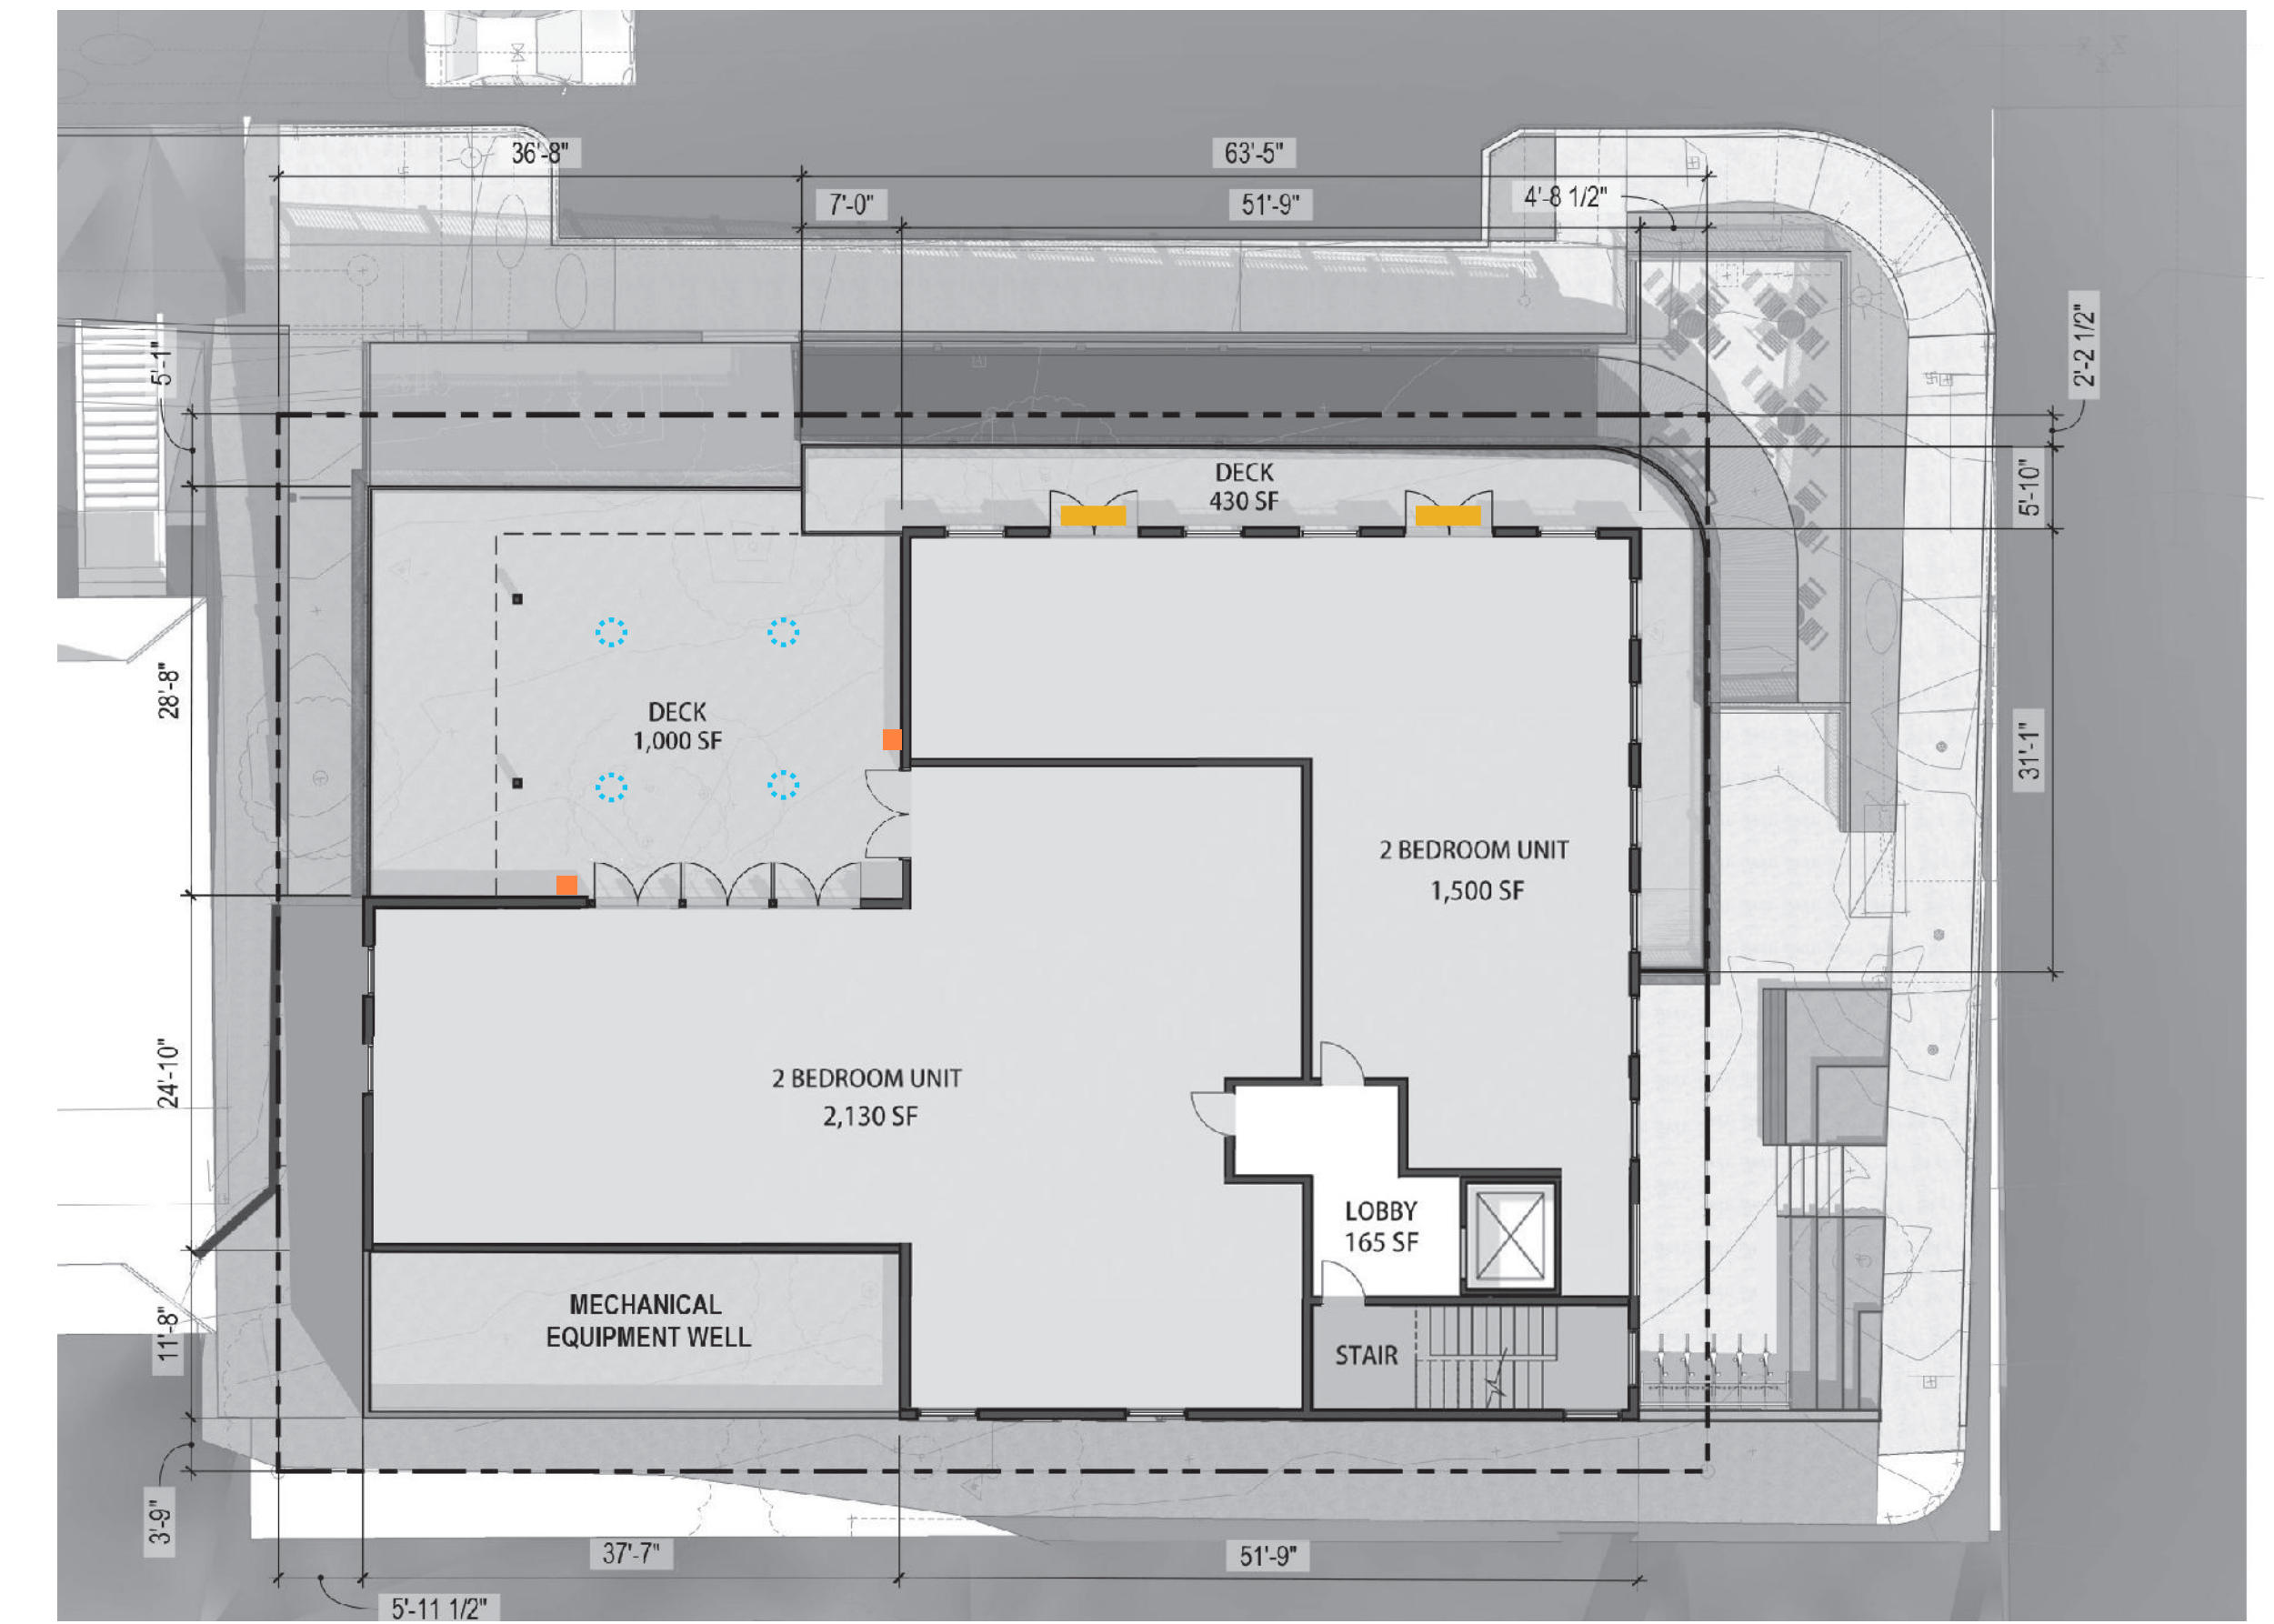 36'-8"
63'-5"
7'-0"
51'-9"
4'-8 1/2"
5'-1"
2'-2 1/2"
DECK
430 SF
5'-10"
28'-8"
DECK
1,000 SF
31'-1"
2 BEDROOM UNIT
1,500 SF
24'-10"
2 BEDROOM UNIT
2,130 SF
LOBBY
165 SF
MECHANICAL
EQUIPMENT WELL
11'-8"
STAIR
3'-9"
37'-7"
51'-9"
5'-11 1/2"